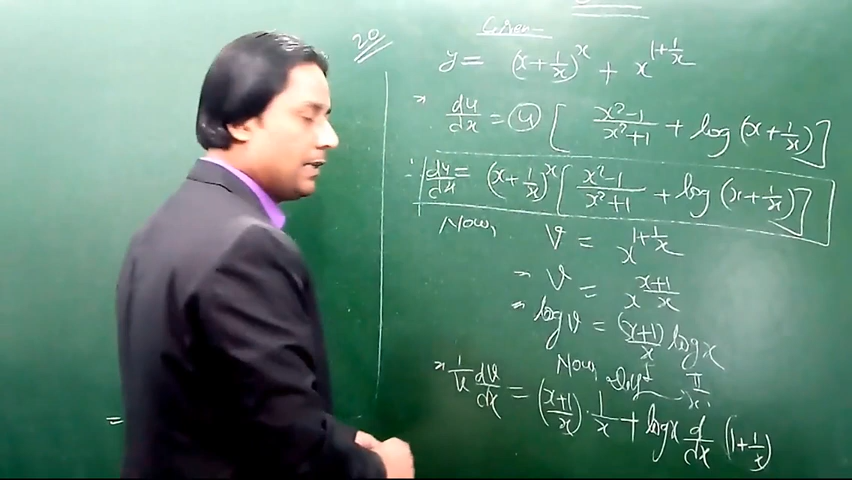 20
Given
y = (x + 1/x)^x + x^(1+1/x)
du/dx = u [ (x²-1)/(x²+1) + log (x + 1/x) ]
∴ du/dx = (x + 1/x)^x [ (x²-1)/(x²+1) + log (x + 1/x) ]
Now, V = x^(1+1/x)
V = x^((x+1)/x)
log V = ((x+1)/x) log x
Now,
1/V dV/dx = ((x+1)/x) · 1/x + log x d/dx (1 + 1/x)
=